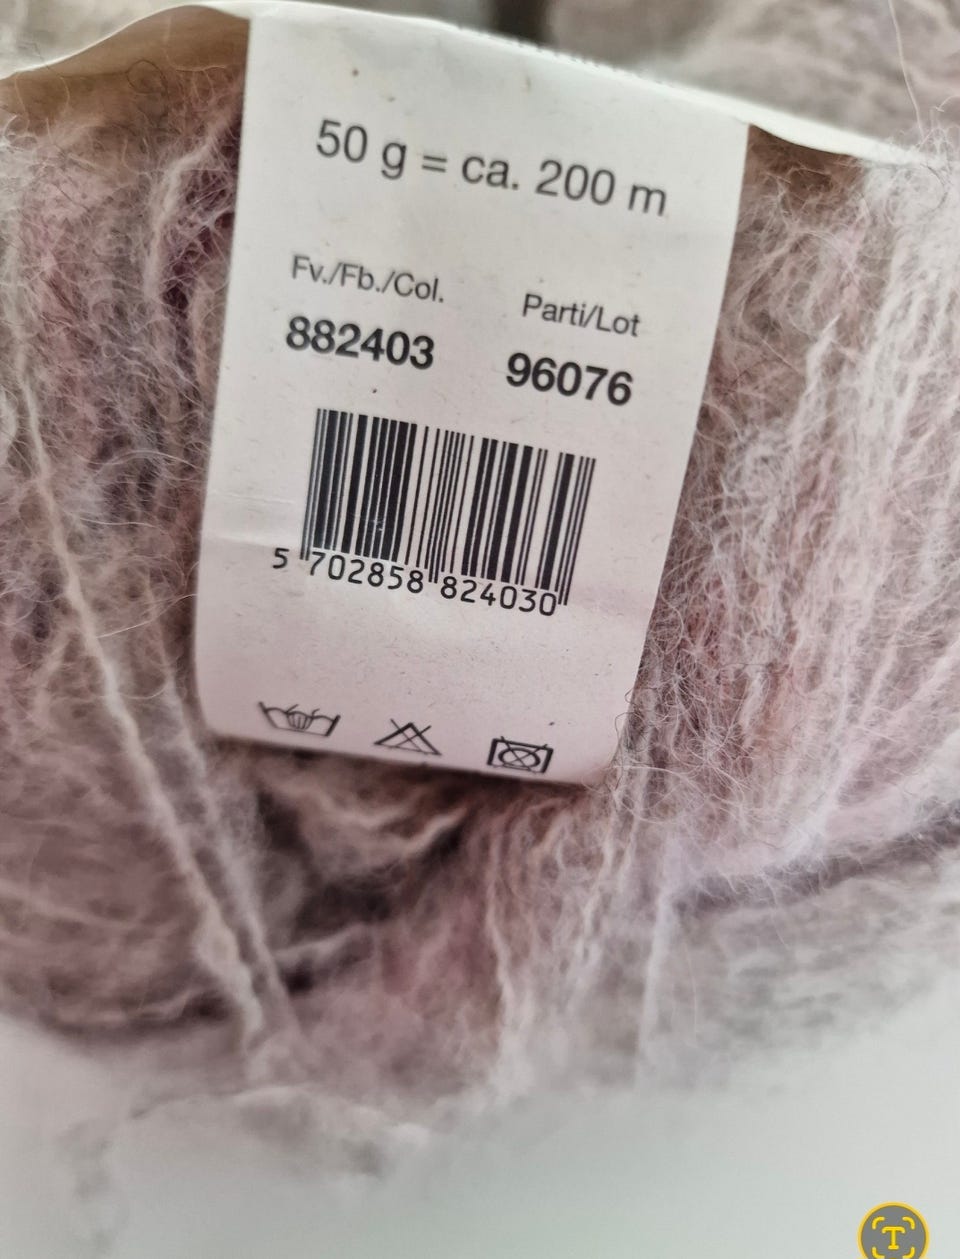 50 g = ca. 200 m
Fv./Fb./Col. Parti/Lot
882403 96076
5 702858 824030